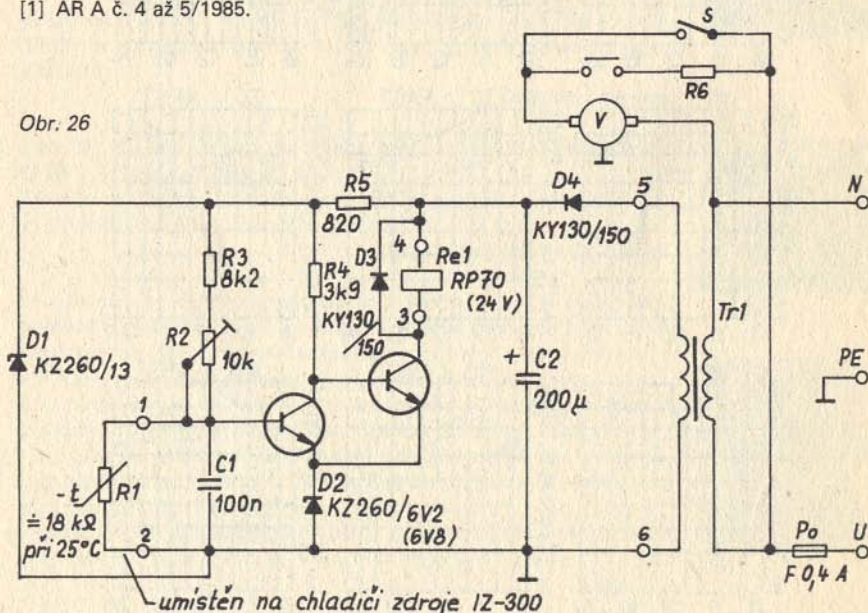 [1] AR A č. 4 až 5/1985.
Obr. 26
S
R6
V
D4
KY130/150
5
N
R5
820
R3
8k2
R4
3k9
D3
KY130/
150
4
Re1
RP70
(24 V)
3
Tr1
D1
KZ260/13
R2
10k
C2
+
200μ
PE
1
-t
R1
≐ 18 kΩ
při 25°C
2
C1
100n
D2
KZ260/6V2
(6V8)
6
Po
F 0,4 A
U
umístěn na chladiči zdroje IZ-300